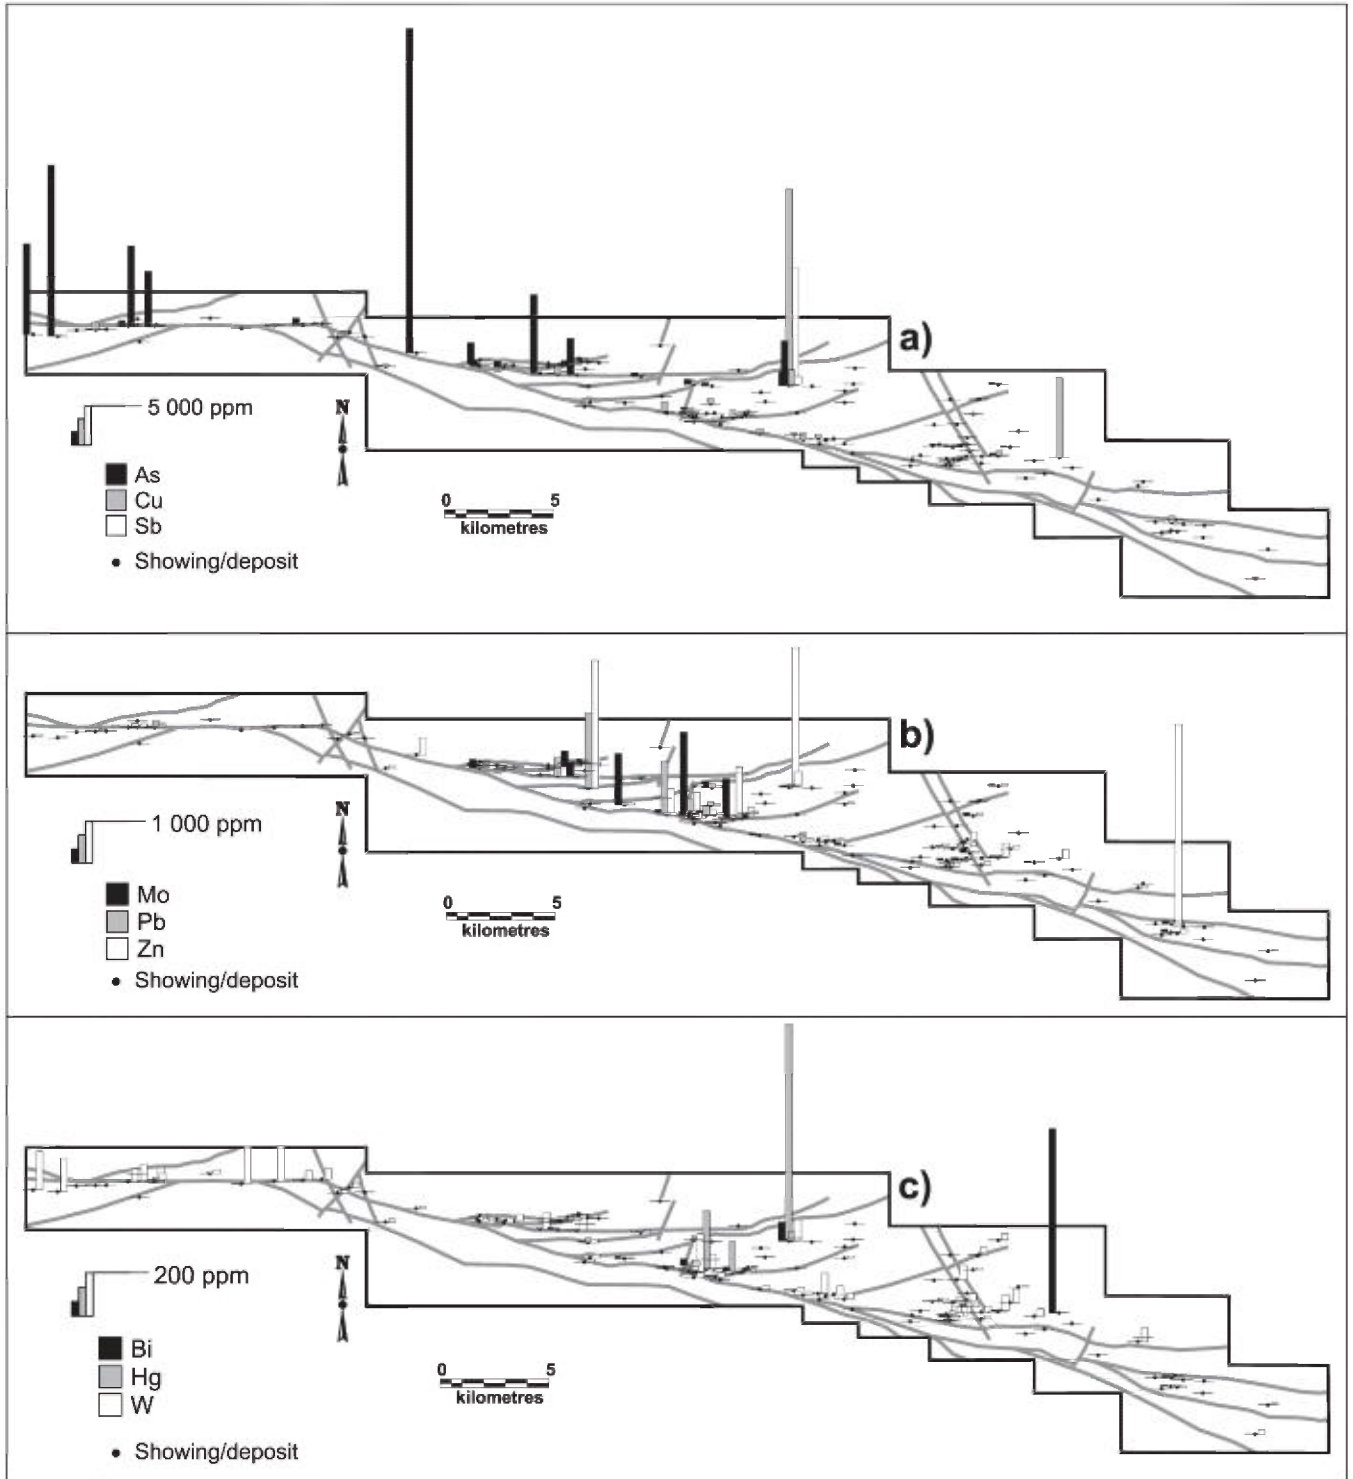 a)
5 000 ppm
N
As
Cu
Sb
0 5
kilometres
Showing/deposit
b)
1 000 ppm
N
Mo
Pb
Zn
0 5
kilometres
Showing/deposit
c)
200 ppm
N
Bi
Hg
W
0 5
kilometres
Showing/deposit